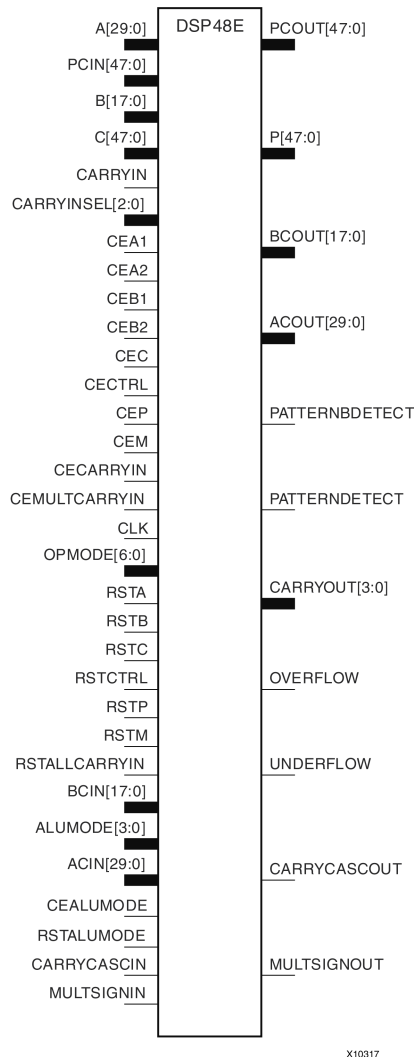 DSP48E
A[29:0]
PCIN[47:0]
B[17:0]
C[47:0]
CARRYIN
CARRYINSEL[2:0]
CEA1
CEA2
CEB1
CEB2
CEC
CECTRL
CEP
CEM
CECARRYIN
CEMULTCARRYIN
CLK
OPMODE[6:0]
RSTA
RSTB
RSTC
RSTCTRL
RSTP
RSTM
RSTALLCARRYIN
BCIN[17:0]
ALUMODE[3:0]
ACIN[29:0]
CEALUMODE
RSTALUMODE
CARRYCASCIN
MULTSIGNIN
PCOUT[47:0]
P[47:0]
BCOUT[17:0]
ACOUT[29:0]
PATTERNBDETECT
PATTERNDETECT
CARRYOUT[3:0]
OVERFLOW
UNDERFLOW
CARRYCASCOUT
MULTSIGNOUT
X10317